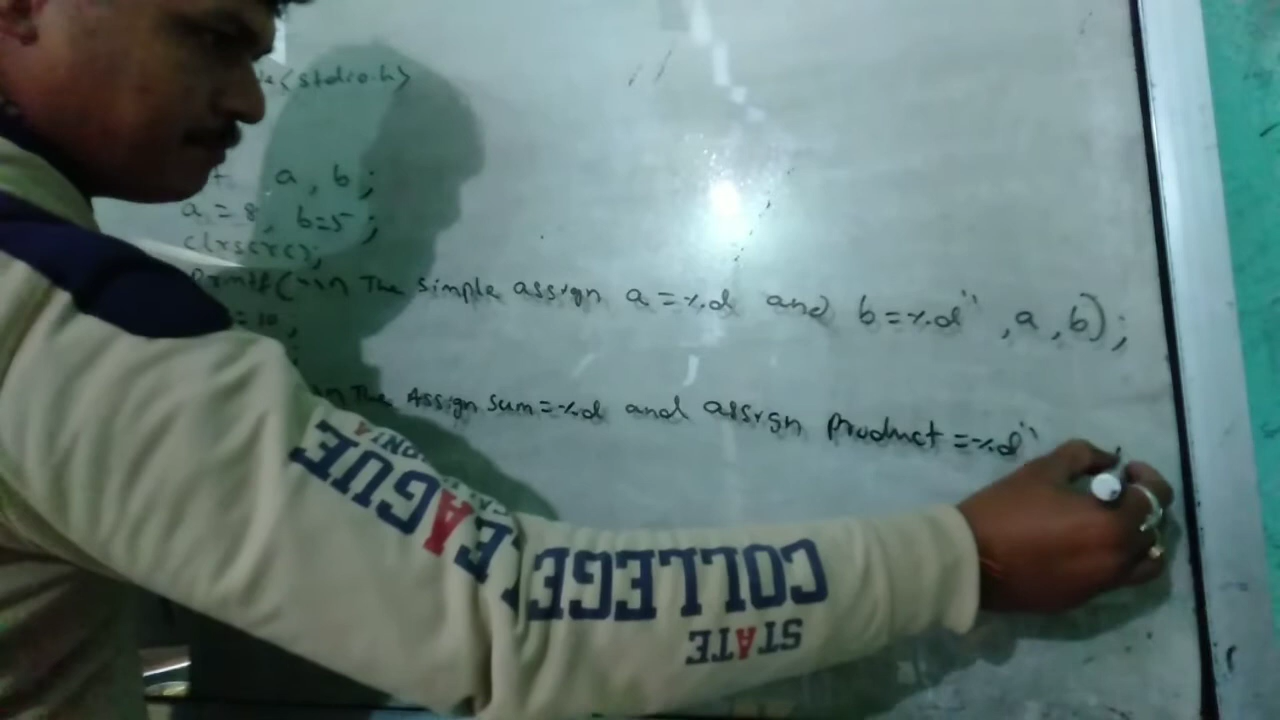 <stdio.h>
a, b;
a = 8, b=5;
clrscr();
Printf("\n The simple assign a = %d and b = %d", a, b);
= 10;
;
\n The Assign sum = %d and assign Product = %d"
LEAGUE
COLLEGE
STATE